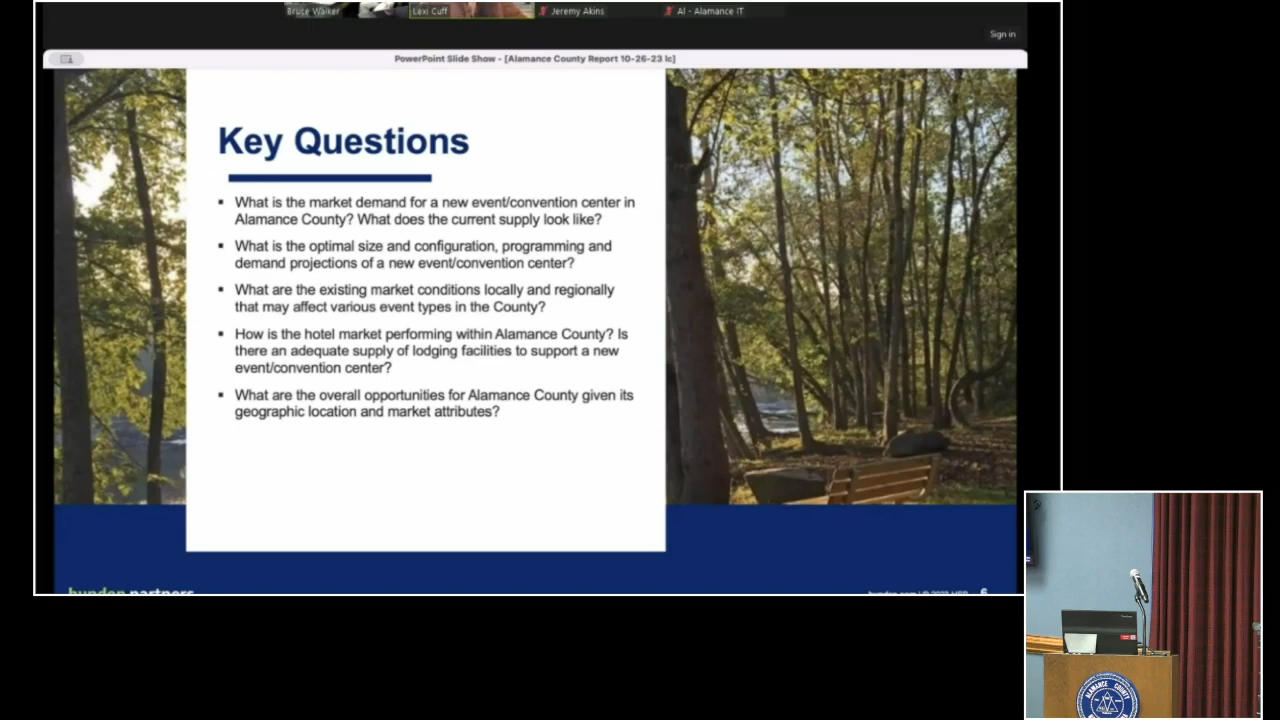 Bruce Walker
Lexi Cuff
Jeremy Akins
AI - Alamance IT
Sign in
PowerPoint Slide Show - [Alamance County Report 10-26-23 lc]
Key Questions
▪ What is the market demand for a new event/convention center in
Alamance County? What does the current supply look like?
▪ What is the optimal size and configuration, programming and
demand projections of a new event/convention center?
▪ What are the existing market conditions locally and regionally
that may affect various event types in the County?
▪ How is the hotel market performing within Alamance County? Is
there an adequate supply of lodging facilities to support a new
event/convention center?
▪ What are the overall opportunities for Alamance County given its
geographic location and market attributes?
hunden partners
6
ALAMANCE COUNTY